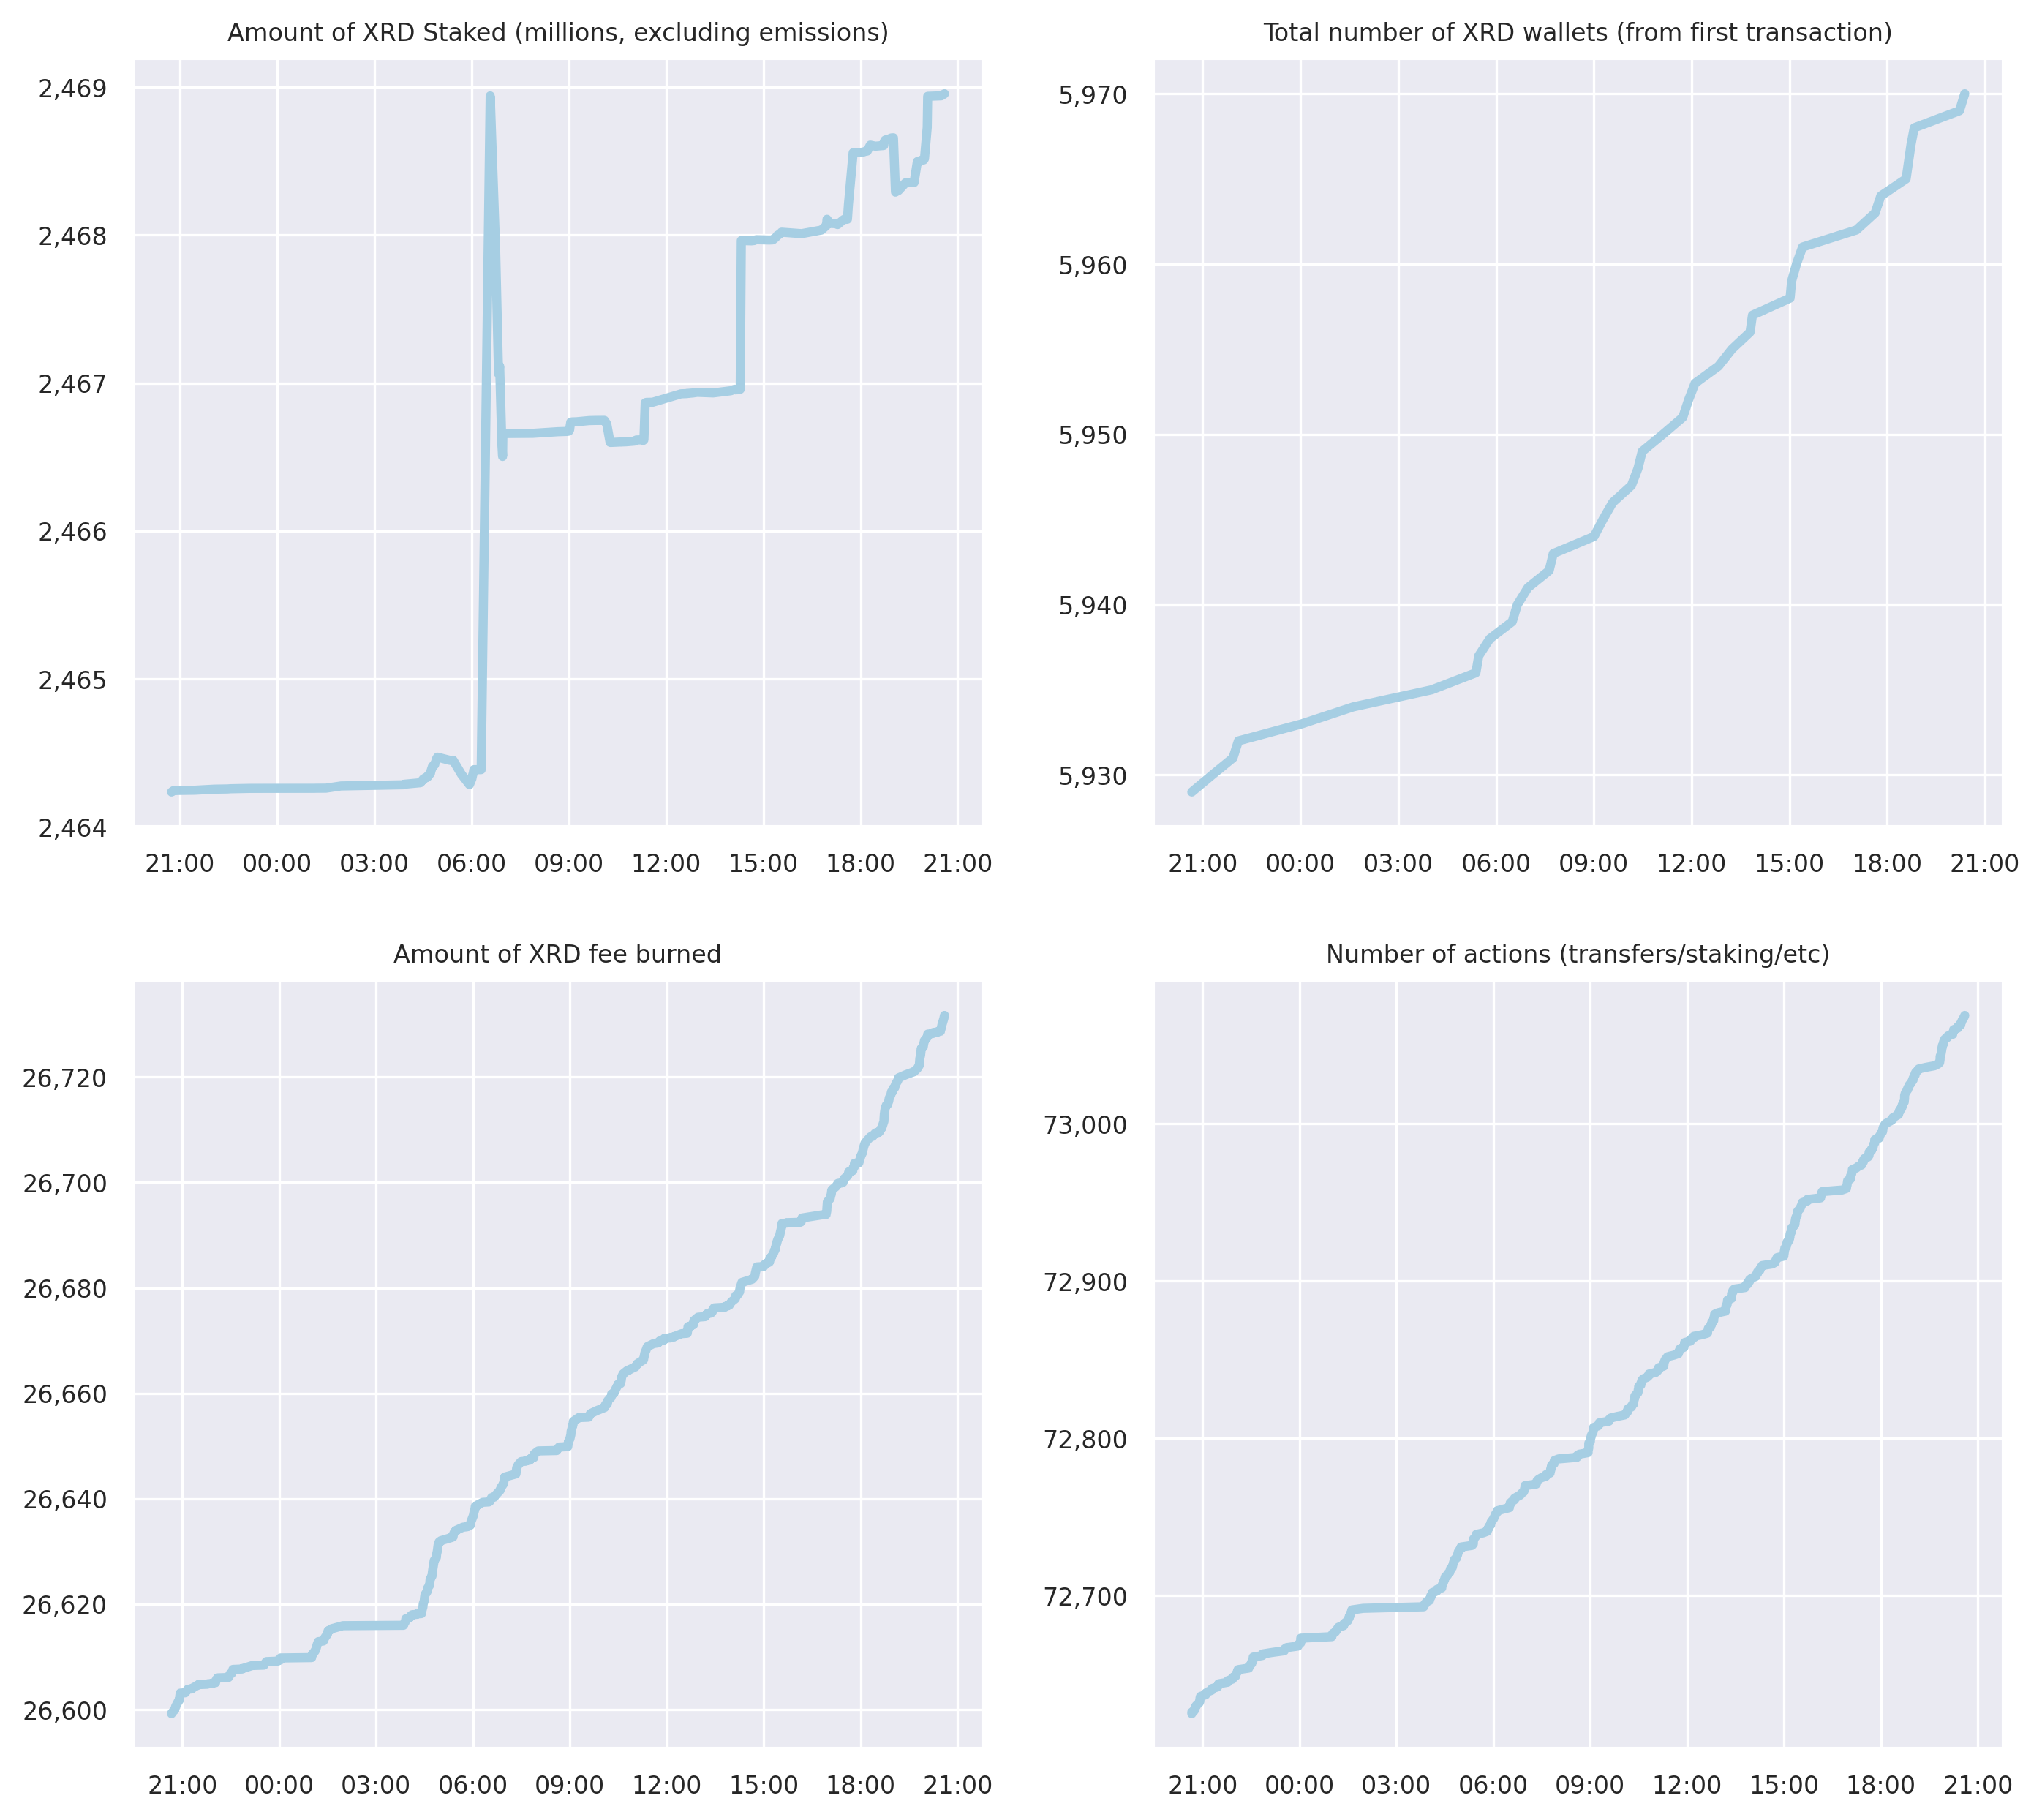 Amount of XRD Staked (millions, excluding emissions)
2,469
2,468
2,467
2,466
2,465
2,464
21:00 00:00 03:00 06:00 09:00 12:00 15:00 18:00 21:00
Total number of XRD wallets (from first transaction)
5,970
5,960
5,950
5,940
5,930
21:00 00:00 03:00 06:00 09:00 12:00 15:00 18:00 21:00
Amount of XRD fee burned
26,720
26,700
26,680
26,660
26,640
26,620
26,600
21:00 00:00 03:00 06:00 09:00 12:00 15:00 18:00 21:00
Number of actions (transfers/staking/etc)
73,000
72,900
72,800
72,700
21:00 00:00 03:00 06:00 09:00 12:00 15:00 18:00 21:00